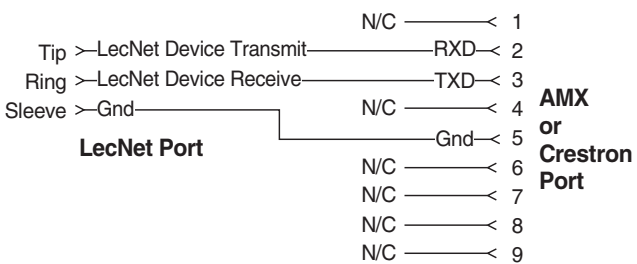 N/C 1
Tip LecNet Device Transmit RXD 2
Ring LecNet Device Receive TXD 3
Sleeve Gnd N/C 4
Gnd 5
LecNet Port
N/C 6
N/C 7
N/C 8
N/C 9
AMX
or
Crestron
Port